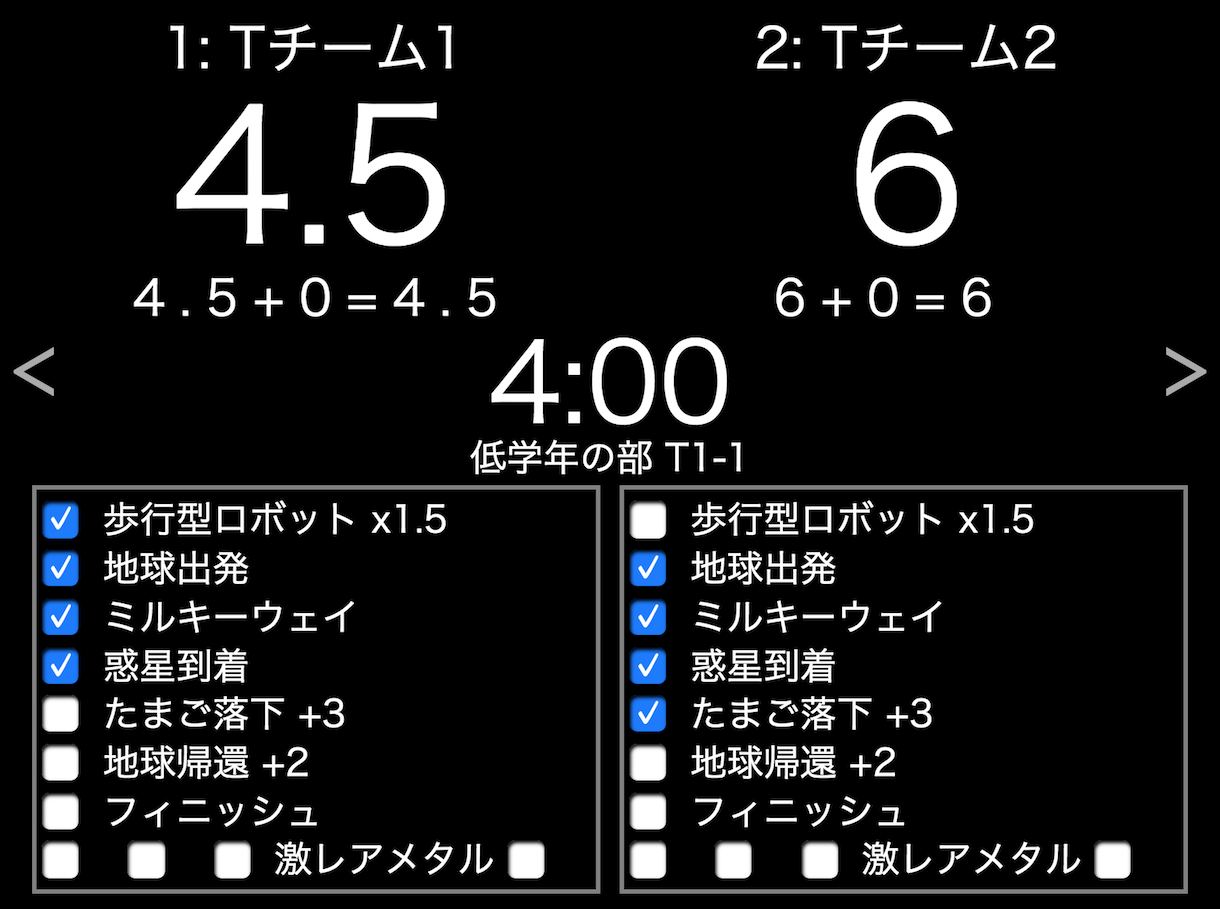 1: Tチーム1
4.5
4.5+0=4.5
2: Tチーム2
6
6+0=6
<
4:00
>
低学年の部 T1-1
歩行型ロボット x1.5
地球出発
ミルキーウェイ
惑星到着
たまご落下 +3
地球帰還 +2
フィニッシュ
激レアメタル
歩行型ロボット x1.5
地球出発
ミルキーウェイ
惑星到着
たまご落下 +3
地球帰還 +2
フィニッシュ
激レアメタル